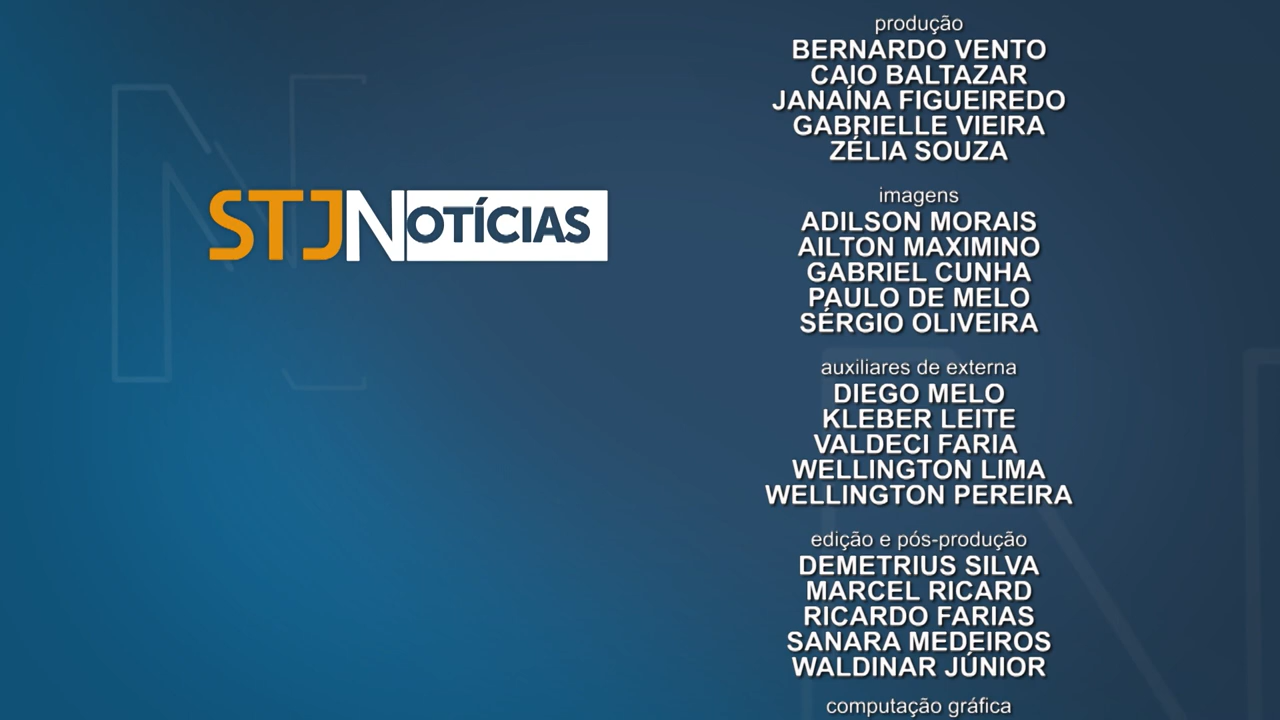 STJNOTÍCIAS
produção
BERNARDO VENTO
CAIO BALTAZAR
JANAÍNA FIGUEIREDO
GABRIELLE VIEIRA
ZÉLIA SOUZA
imagens
ADILSON MORAIS
AILTON MAXIMINO
GABRIEL CUNHA
PAULO DE MELO
SÉRGIO OLIVEIRA
auxiliares de externa
DIEGO MELO
KLEBER LEITE
VALDECI FARIA
WELLINGTON LIMA
WELLINGTON PEREIRA
edição e pós-produção
DEMETRIUS SILVA
MARCEL RICARD
RICARDO FARIAS
SANARA MEDEIROS
WALDINAR JÚNIOR
computação gráfica